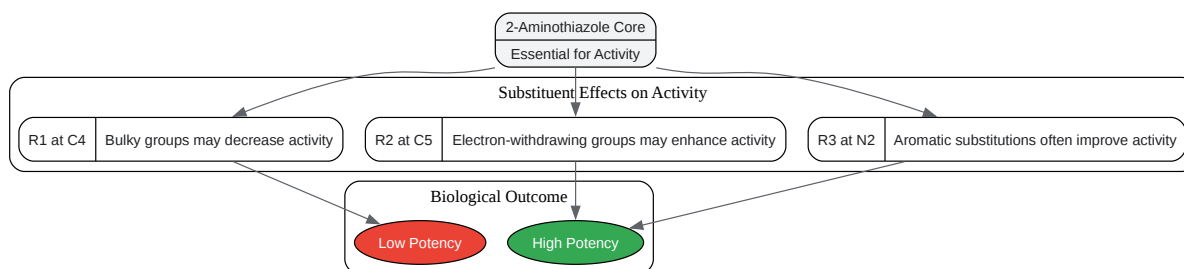 2-Aminothiazole Core
Essential for Activity
Substituent Effects on Activity
R1 at C4
Bulky groups may decrease activity
R2 at C5
Electron-withdrawing groups may enhance activity
R3 at N2
Aromatic substitutions often improve activity
Biological Outcome
Low Potency
High Potency